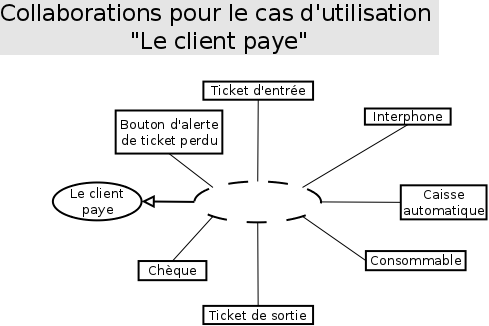 Collaborations pour le cas d'utilisation
"Le client paye"
Ticket d'entrée
Interphone
Bouton d'alerte
de ticket perdu
Le client
paye
Caisse
automatique
Chèque
Consommable
Ticket de sortie